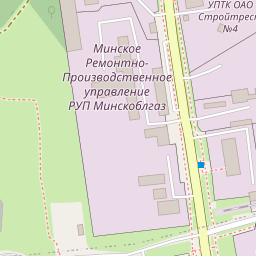 УПТК ОАО
Стройтрест
№4
Минское
Ремонтно-
Производственное
управление
РУП Минскоблгаз